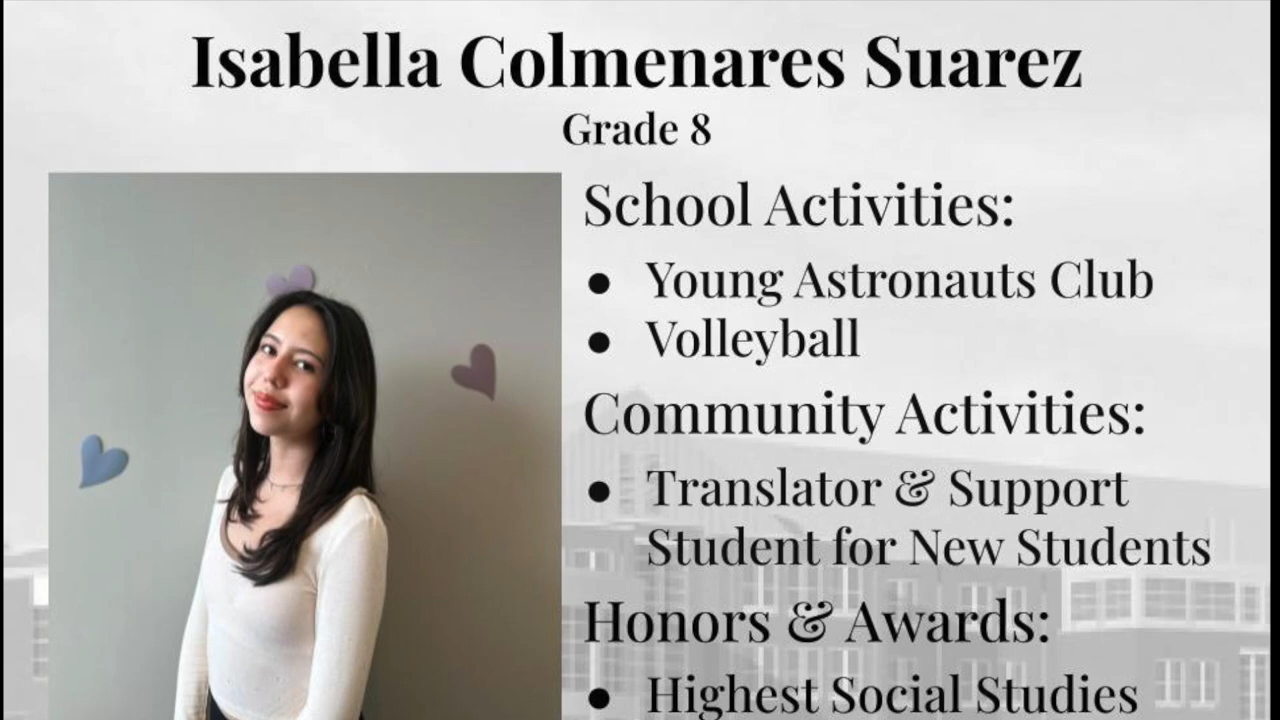 Isabella Colmenares Suarez
Grade 8
School Activities:
● Young Astronauts Club
● Volleyball
Community Activities:
● Translator & Support
Student for New Students
Honors & Awards:
● Highest Social Studies